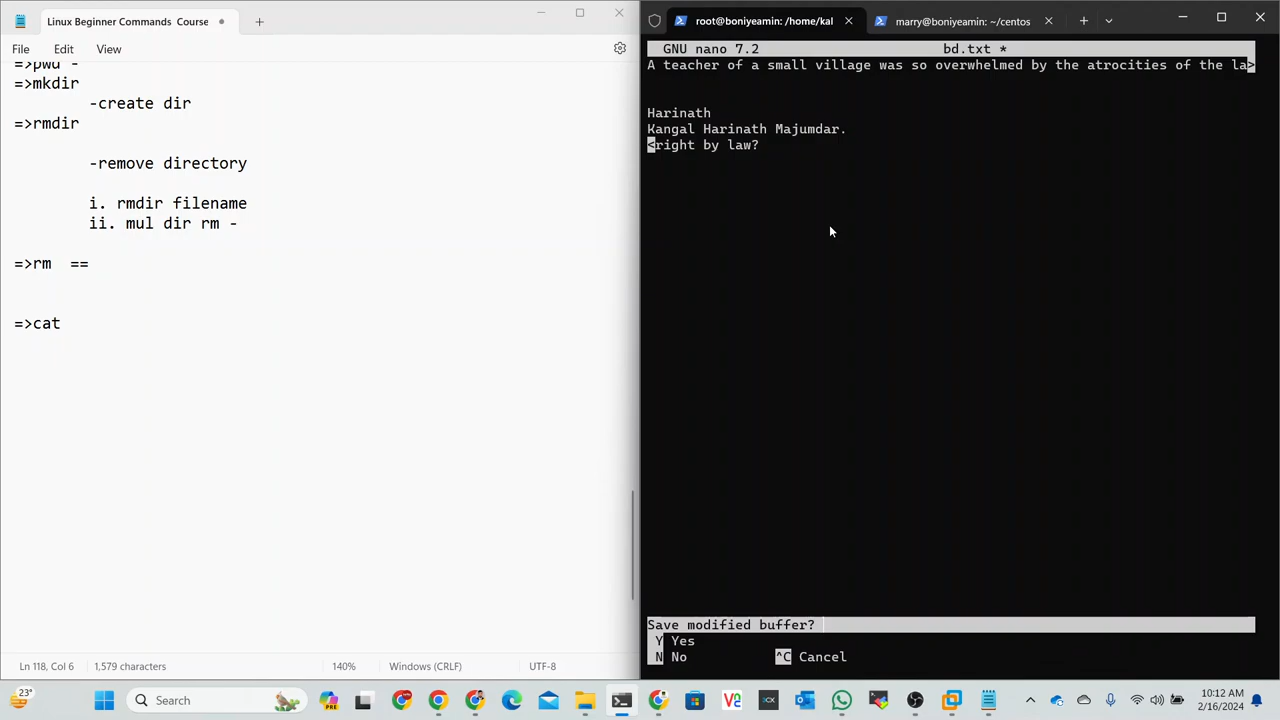 Linux Beginner Commands Course
File Edit View
=>pwd -
=>mkdir
-create dir
=>rmdir
-remove directory
i. rmdir filename
ii. mul dir rm -
=>rm ==
=>cat
Ln 118, Col 6 1,579 characters 140% Windows (CRLF) UTF-8
root@boniyeamin: /home/kal marry@boniyeamin: ~/centos
GNU nano 7.2 bd.txt *
A teacher of a small village was so overwhelmed by the atrocities of the la>
Harinath
Kangal Harinath Majumdar.
<right by law?
Save modified buffer?
Y Yes
N No ^C Cancel
23° Search 10:12 AM
2/16/2024